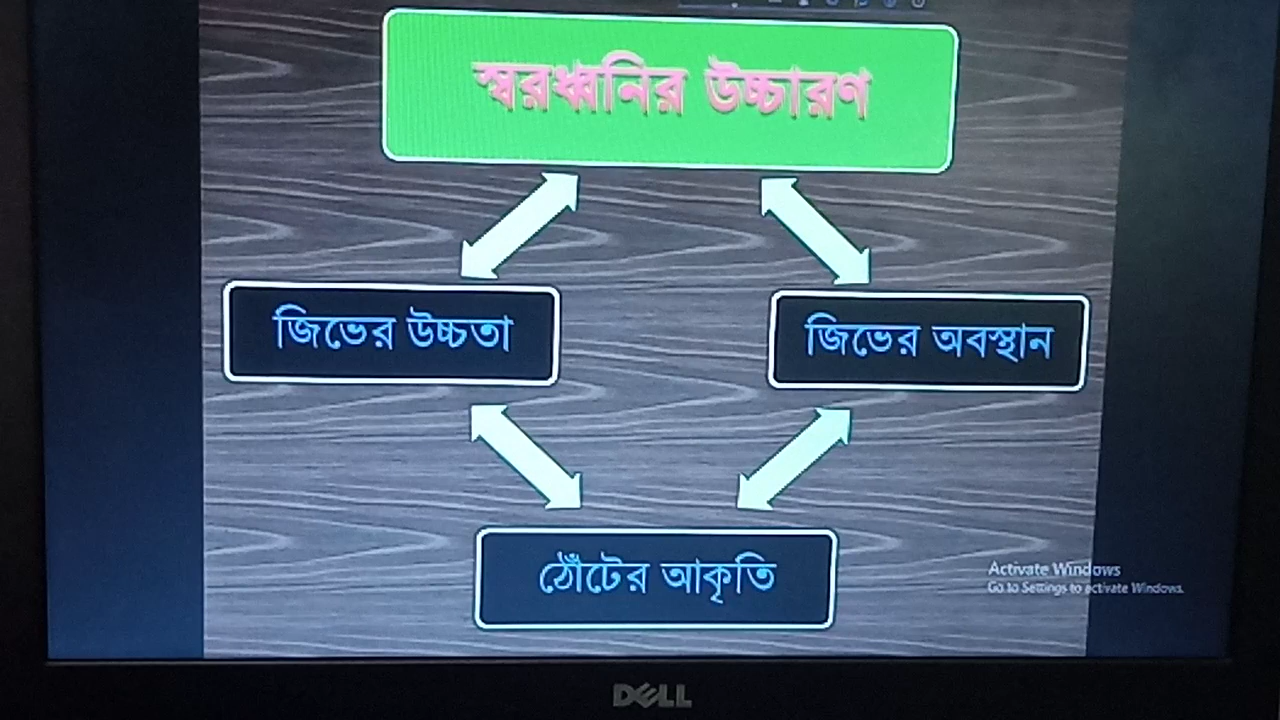 স্বরধ্বনির উচ্চারণ
জিভের উচ্চতা
জিভের অবস্থান
ঠোঁটের আকৃতি
Activate Windows
Go to Settings to activate Windows.
DELL